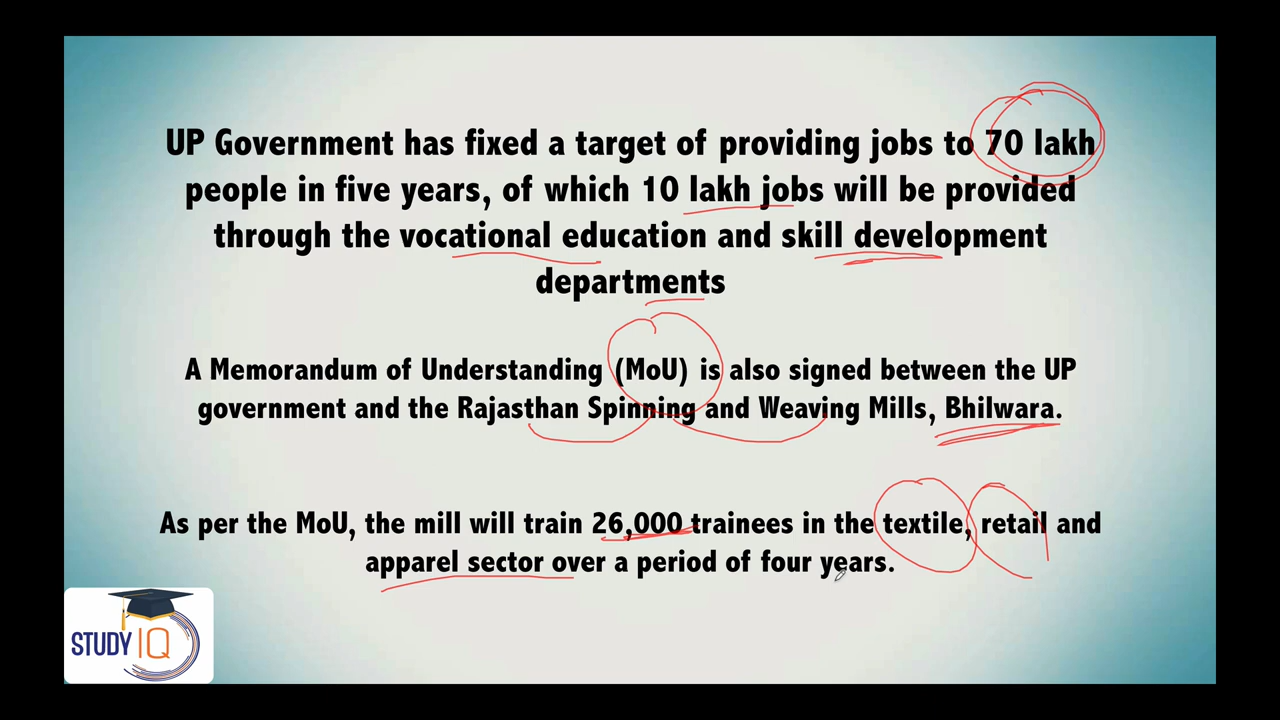 UP Government has fixed a target of providing jobs to 70 lakh
people in five years, of which 10 lakh jobs will be provided
through the vocational education and skill development
departments
A Memorandum of Understanding (MoU) is also signed between the UP
government and the Rajasthan Spinning and Weaving Mills, Bhilwara.
As per the MoU, the mill will train 26,000 trainees in the textile, retail and
apparel sector over a period of four years.
STUDY IQ